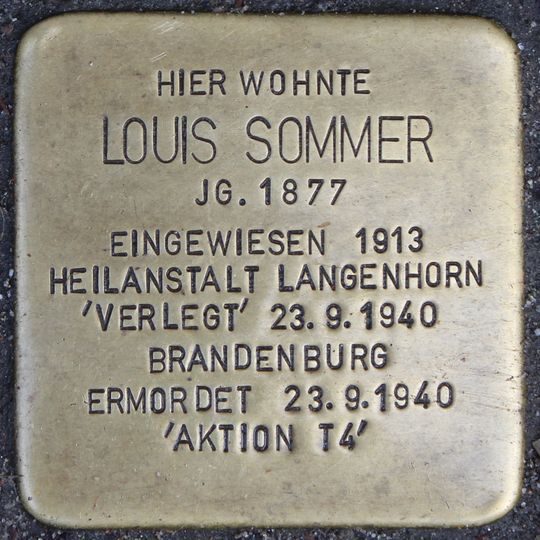 HIER WOHNTE
LOUIS SOMMER
JG. 1877
EINGEWIESEN 1913
HEILANSTALT LANGENHORN
'VERLEGT' 23.9.1940
BRANDENBURG
ERMORDET 23.9.1940
'AKTION T4'